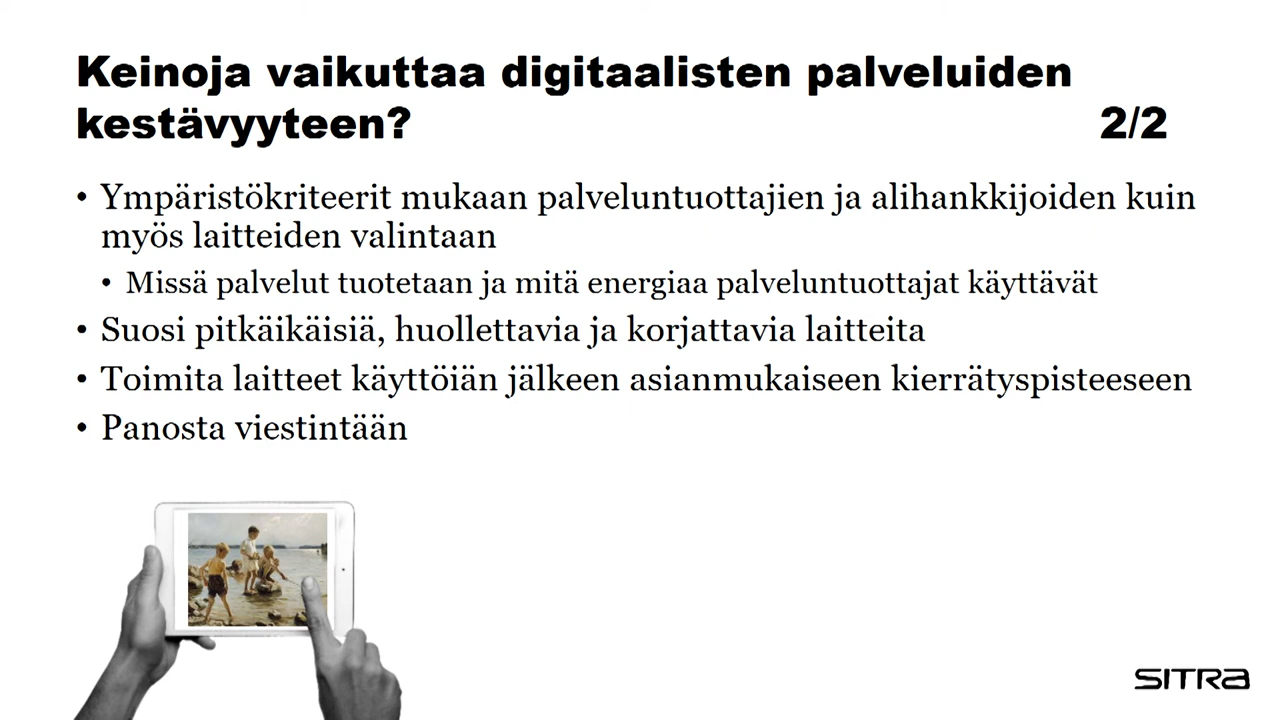 Keinoja vaikuttaa digitaalisten palveluiden
kestävyyteen? 2/2
• Ympäristökriteerit mukaan palveluntuottajien ja alihankkijoiden kuin
myös laitteiden valintaan
• Missä palvelut tuotetaan ja mitä energiaa palveluntuottajat käyttävät
• Suosi pitkäikäisiä, huollettavia ja korjattavia laitteita
• Toimita laitteet käyttöiän jälkeen asianmukaiseen kierrätyspisteeseen
• Panosta viestintään
SITRA